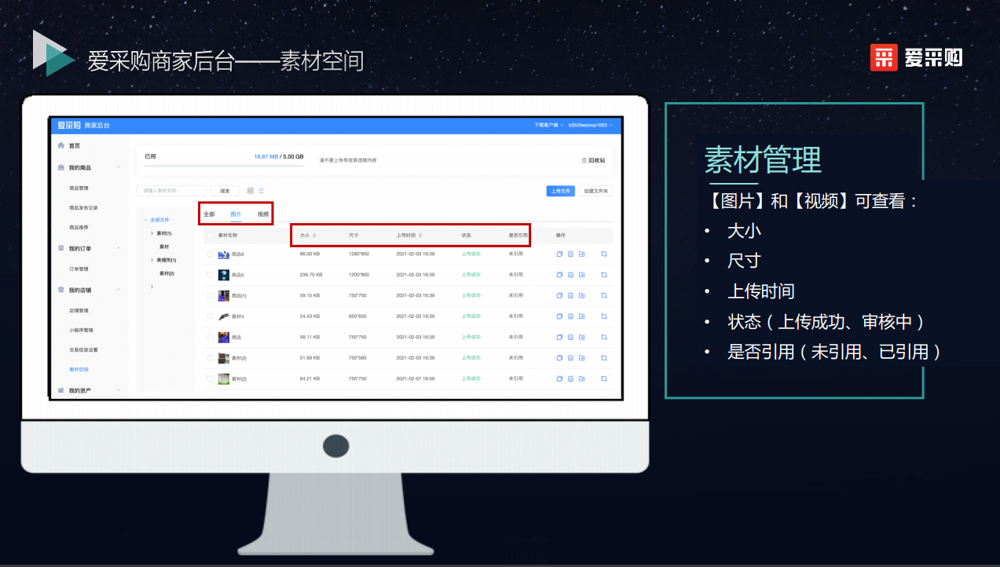 爱采购商家后台——素材空间
采 爱采购
爱采购 商家后台
下载客户端 b2b2testzwp1003
首页
我的商品
商品管理
商品发布记录
商品推荐
我的订单
订单管理
我的店铺
店铺管理
小程序管理
交易信息设置
素材空间
我的资产
已用 16.87 MB / 5.00 GB 请不要上传导流等违禁内容 回收站
请输入素材名称 搜索 上传文件 创建文件夹
全部文件
素材(1)
素材
美缝剂(1)
素材(2)
全部 图片 视频
素材名称 大小 尺寸 上传时间 状态 是否引用 操作
商品6 96.00 KB 1280*850 2021-02-03 16:39 上传成功 未引用
商品5 236.70 KB 1200*800 2021-02-03 16:39 上传成功 未引用
商品(1) 59.15 KB 750*750 2021-02-03 16:39 上传成功 未引用
素材4 24.43 KB 650*650 2021-02-03 16:39 上传成功 未引用
商品 58.11 KB 750*750 2021-02-03 16:39 上传成功 未引用
素材(2) 51.99 KB 750*560 2021-02-03 16:39 上传成功 未引用
素材(2) 64.21 KB 750*750 2021-02-07 16:59 上传成功 未引用
素材管理
【图片】和【视频】可查看：
• 大小
• 尺寸
• 上传时间
• 状态（上传成功、审核中）
• 是否引用（未引用、已引用）